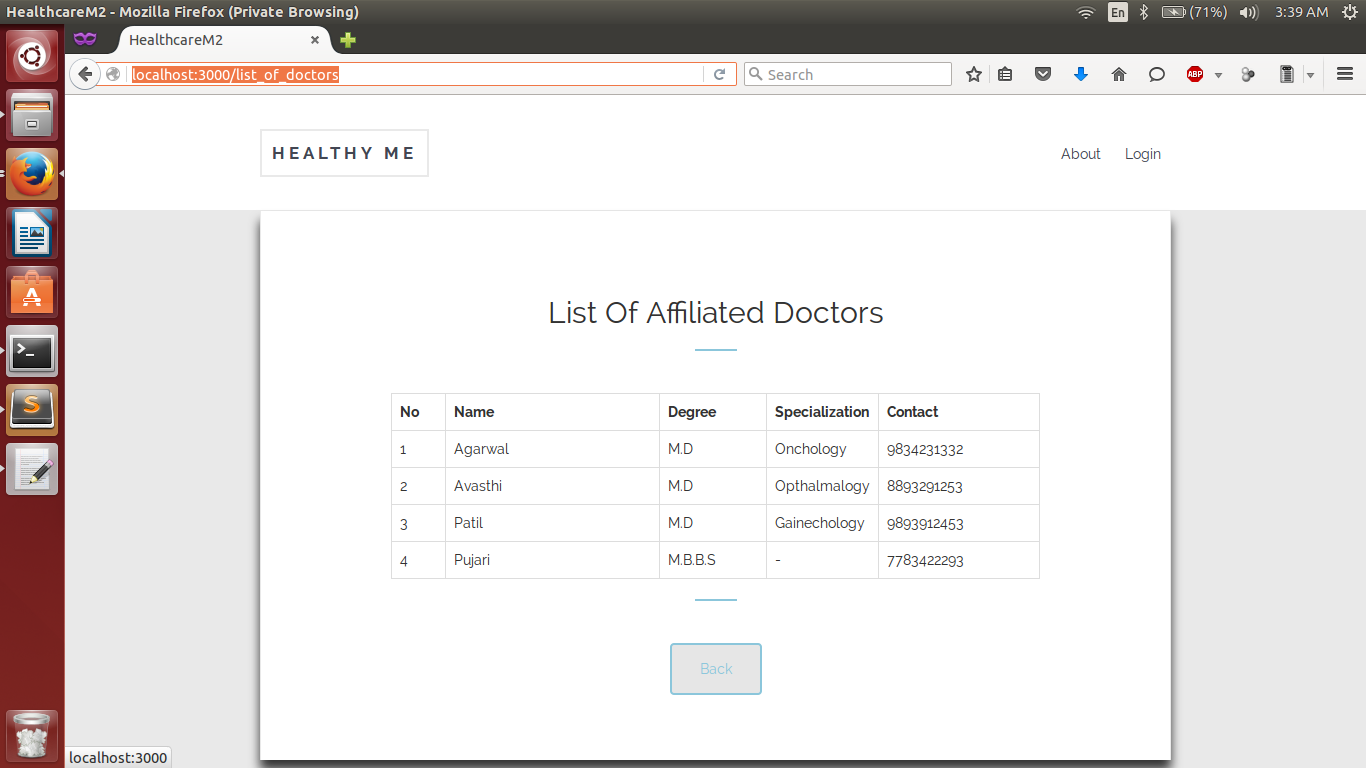 HealthcareM2 - Mozilla Firefox (Private Browsing)
En (71%) 3:39 AM
HealthcareM2
localhost:3000/list_of_doctors
Search
ABP
HEALTHY ME
About Login
List Of Affiliated Doctors
No Name Degree Specialization Contact
1 Agarwal M.D Onchology 9834231332
2 Avasthi M.D Opthalmalogy 8893291253
3 Patil M.D Gainechology 9893912453
4 Pujari M.B.B.S - 7783422293
Back
localhost:3000